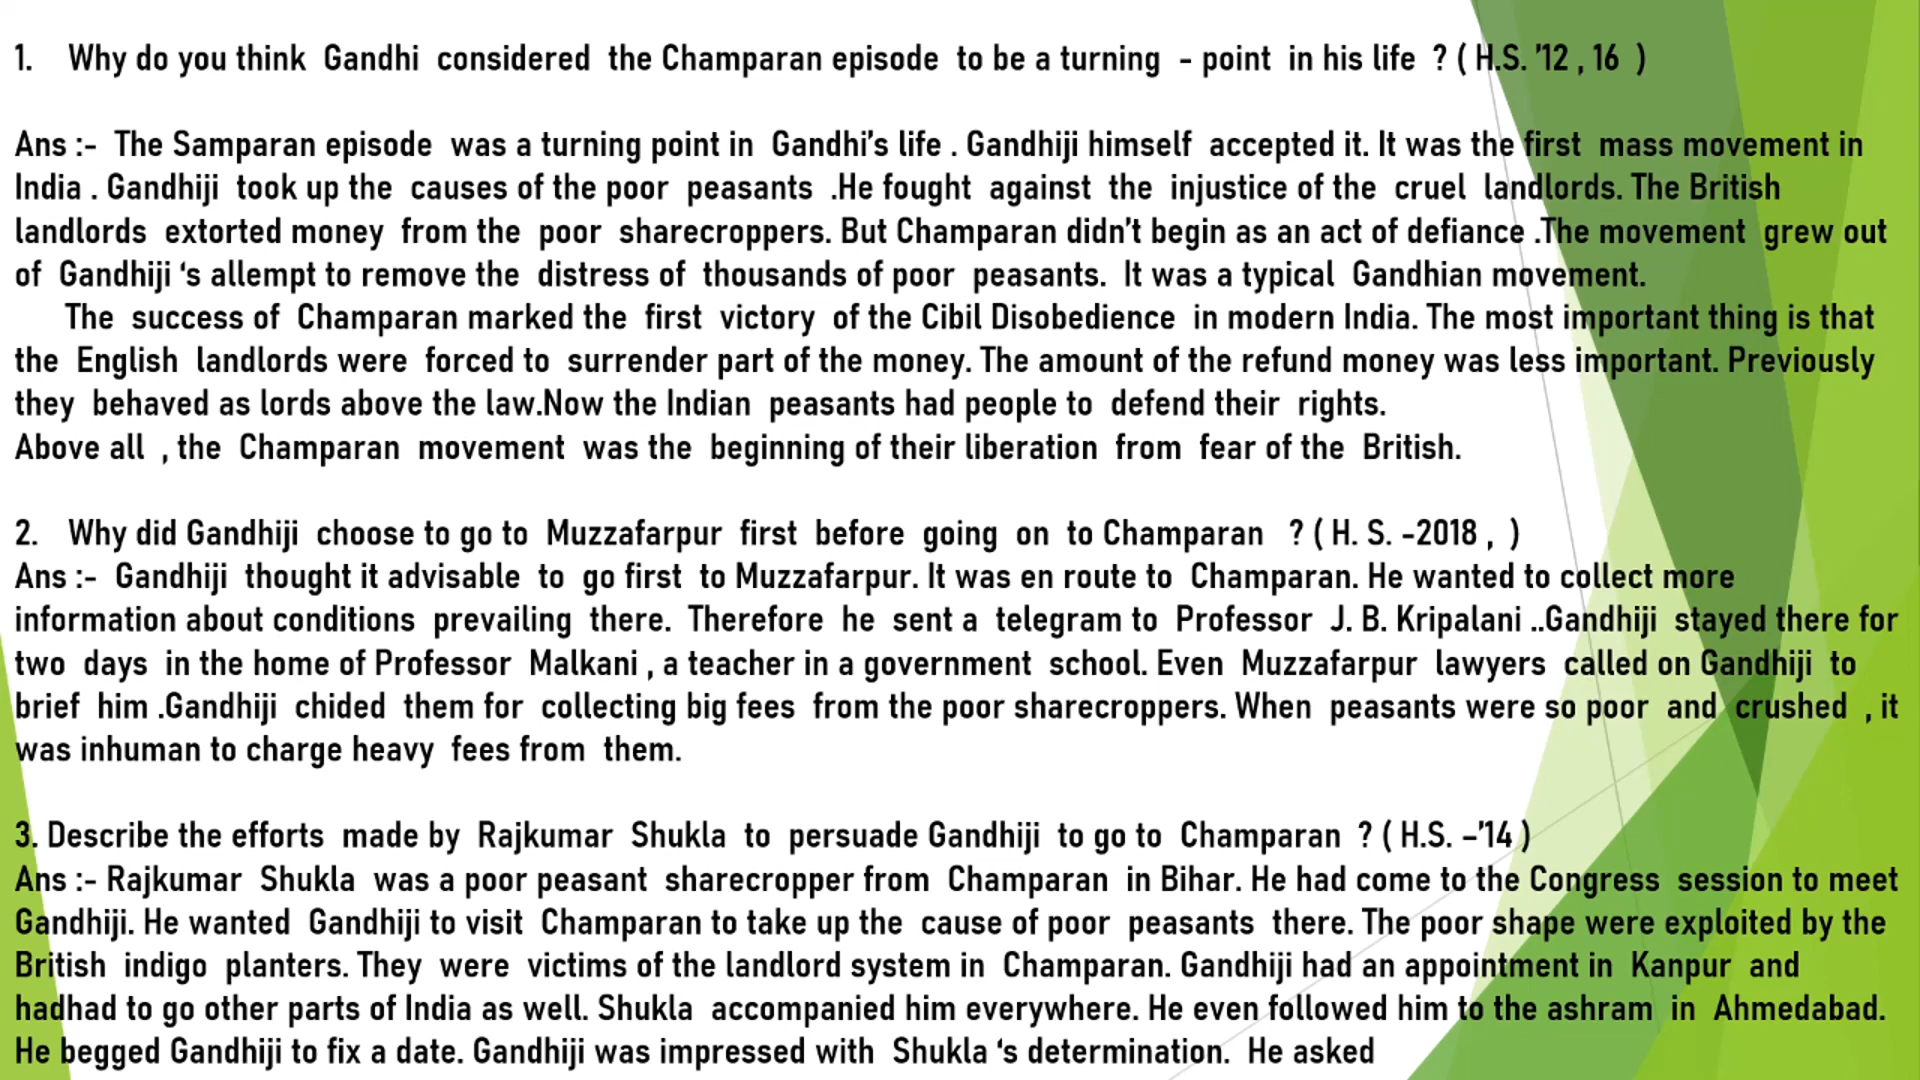 1. Why do you think Gandhi considered the Champaran episode to be a turning - point in his life ? ( H.S. '12 , 16 )
Ans :- The Samparan episode was a turning point in Gandhi's life . Gandhiji himself accepted it. It was the first mass movement in
India . Gandhiji took up the causes of the poor peasants .He fought against the injustice of the cruel landlords. The British
landlords extorted money from the poor sharecroppers. But Champaran didn't begin as an act of defiance .The movement grew out
of Gandhiji ‘s allempt to remove the distress of thousands of poor peasants. It was a typical Gandhian movement.
The success of Champaran marked the first victory of the Cibil Disobedience in modern India. The most important thing is that
the English landlords were forced to surrender part of the money. The amount of the refund money was less important. Previously
they behaved as lords above the law.Now the Indian peasants had people to defend their rights.
Above all , the Champaran movement was the beginning of their liberation from fear of the British.
2. Why did Gandhiji choose to go to Muzzafarpur first before going on to Champaran ? ( H. S. -2018 , )
Ans :- Gandhiji thought it advisable to go first to Muzzafarpur. It was en route to Champaran. He wanted to collect more
information about conditions prevailing there. Therefore he sent a telegram to Professor J. B. Kripalani ..Gandhiji stayed there for
two days in the home of Professor Malkani , a teacher in a government school. Even Muzzafarpur lawyers called on Gandhiji to
brief him .Gandhiji chided them for collecting big fees from the poor sharecroppers. When peasants were so poor and crushed , it
was inhuman to charge heavy fees from them.
3. Describe the efforts made by Rajkumar Shukla to persuade Gandhiji to go to Champaran ? ( H.S. –'14 )
Ans :- Rajkumar Shukla was a poor peasant sharecropper from Champaran in Bihar. He had come to the Congress session to meet
Gandhiji. He wanted Gandhiji to visit Champaran to take up the cause of poor peasants there. The poor shape were exploited by the
British indigo planters. They were victims of the landlord system in Champaran. Gandhiji had an appointment in Kanpur and
hadhad to go other parts of India as well. Shukla accompanied him everywhere. He even followed him to the ashram in Ahmedabad.
He begged Gandhiji to fix a date. Gandhiji was impressed with Shukla ‘s determination. He asked